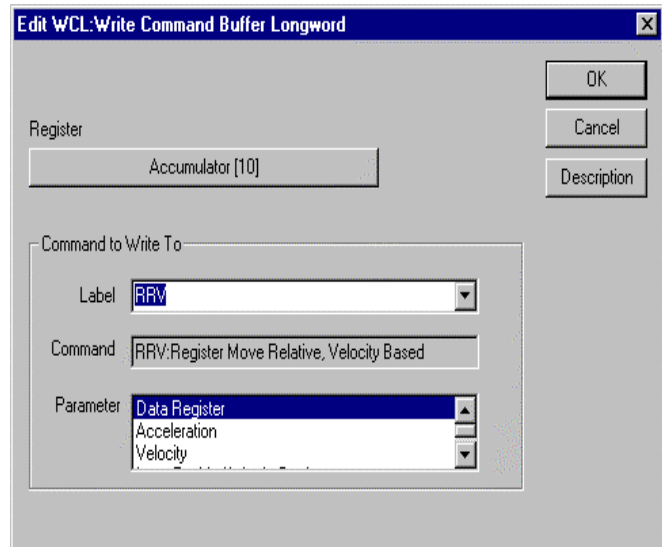 Edit WCL:Write Command Buffer Longword
OK
Register
Cancel
Accumulator [10]
Description
Command to Write To
Label RRV
Command RRV:Register Move Relative, Velocity Based
Parameter Data Register
Acceleration
Velocity